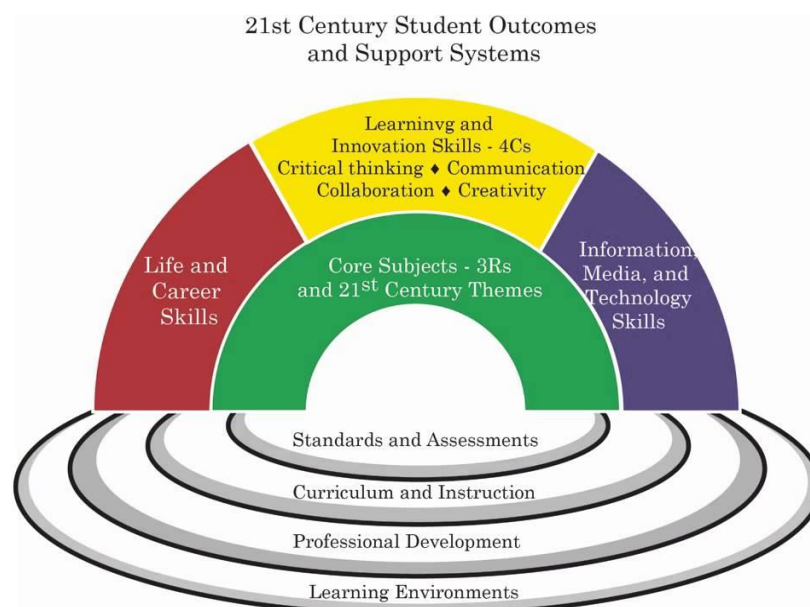 21st Century Student Outcomes
and Support Systems
Learninvg and
Innovation Skills - 4Cs
Critical thinking ♦ Communication
Collaboration ♦ Creativity
Life and
Career
Skills
Core Subjects - 3Rs
and 21st Century Themes
Information,
Media, and
Technology
Skills
Standards and Assessments
Curriculum and Instruction
Professional Development
Learning Environments